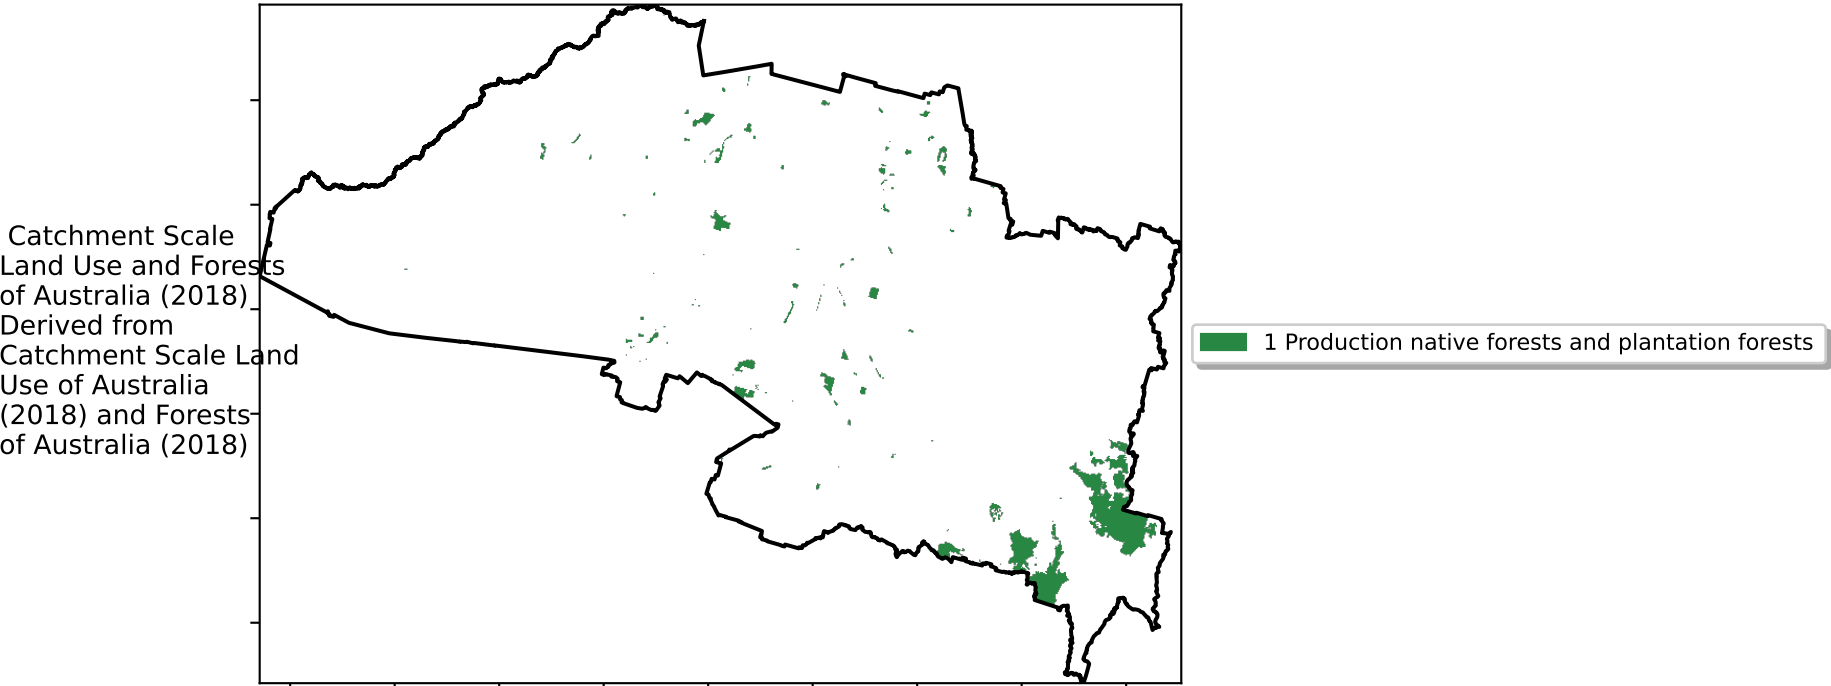 Catchment Scale
Land Use and Forests
of Australia (2018)
Derived from
Catchment Scale Land
Use of Australia
(2018) and Forests
of Australia (2018)
1 Production native forests and plantation forests